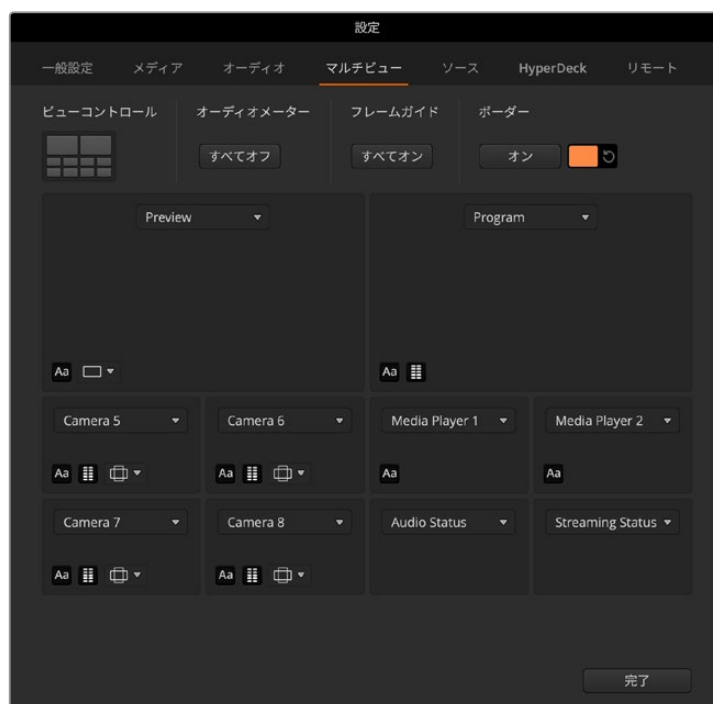 設定
一般設定 メディア オーディオ マルチビュー ソース HyperDeck リモート
ビューコントロール オーディオメーター フレームガイド ボーダー
すべてオフ すべてオン オン
Preview Program
Aa Aa
Camera 5 Camera 6 Media Player 1 Media Player 2
Aa Aa Aa Aa
Camera 7 Camera 8 Audio Status Streaming Status
Aa Aa
完了